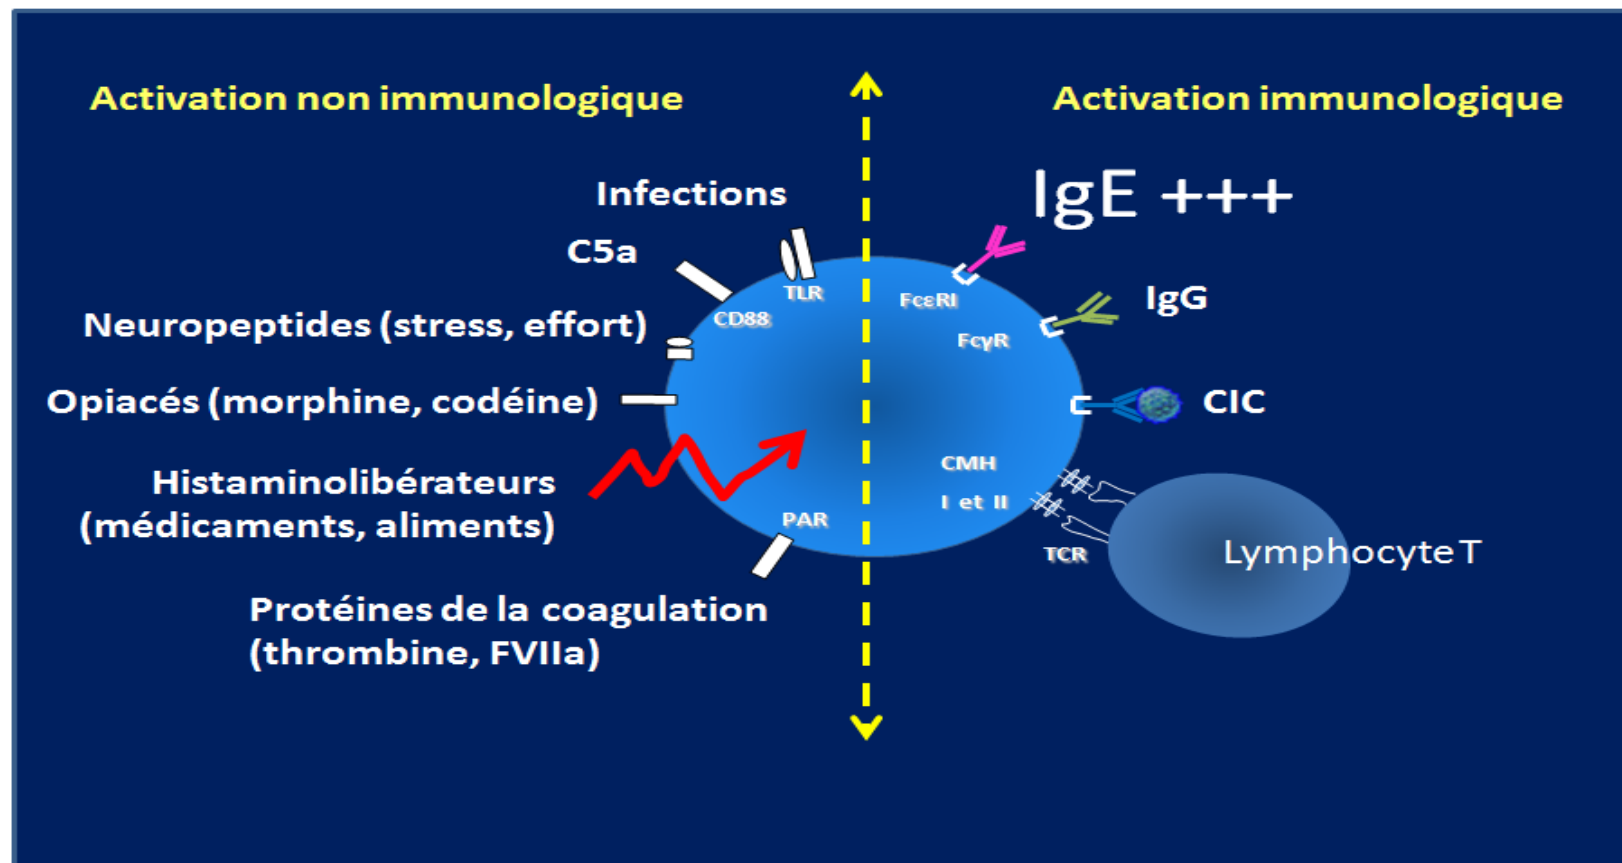 Activation non immunologique
Activation immunologique
Infections
IgE +++
C5a
TLR
CD88
FcεRI
IgG
Neuropeptides (stress, effort)
FcγR
Opiacés (morphine, codéine)
CIC
Histaminolibérateurs
(médicaments, aliments)
CMH
I et II
PAR
TCR
Lymphocyte T
Protéines de la coagulation
(thrombine, FVIIa)